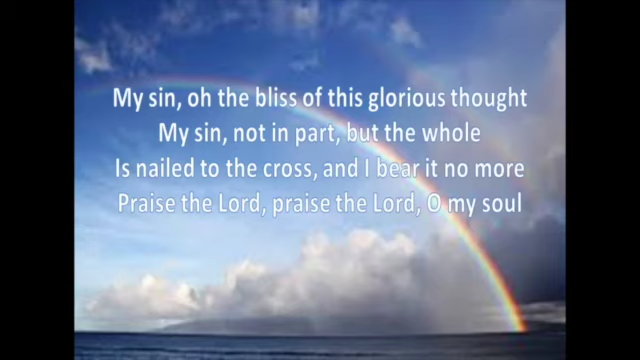 My sin, oh the bliss of this glorious thought
My sin, not in part, but the whole
Is nailed to the cross, and I bear it no more
Praise the Lord, praise the Lord, O my soul